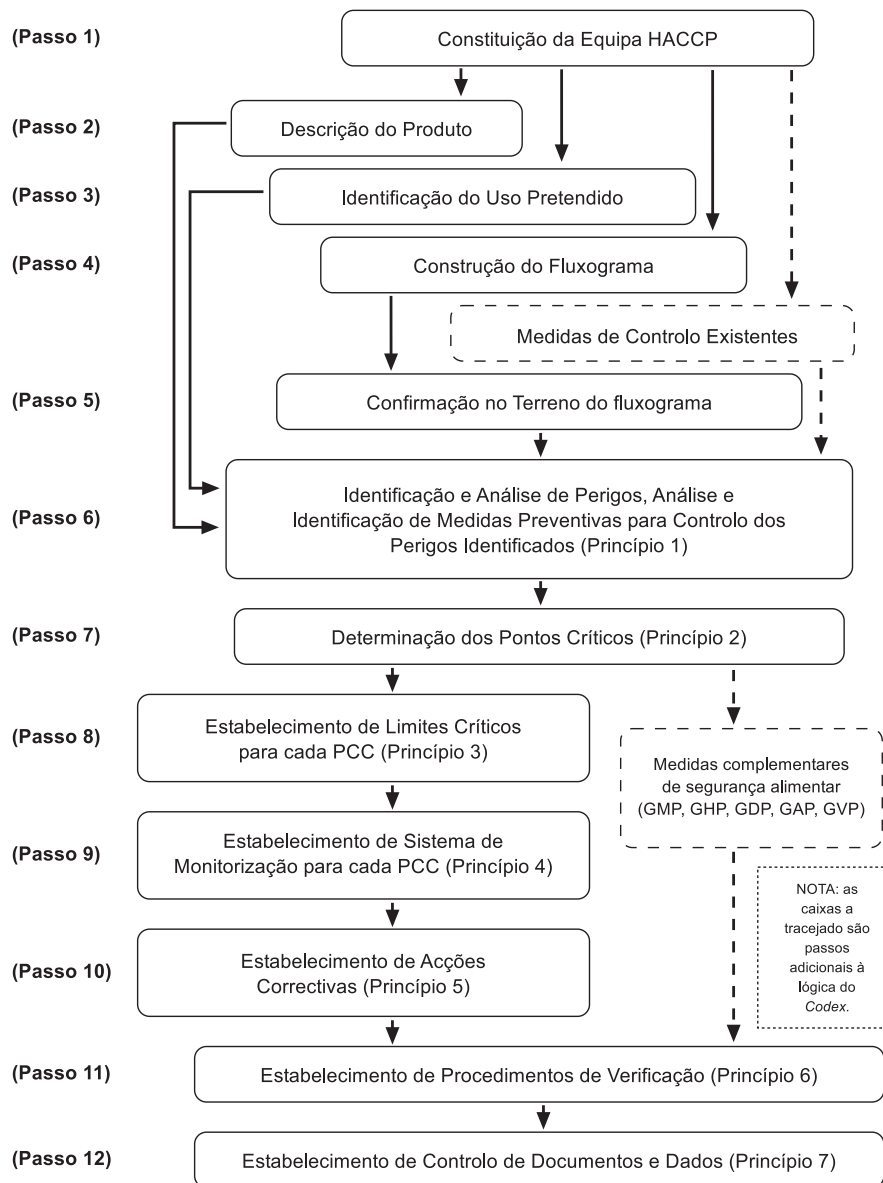 (Passo 1)
Constituição da Equipa HACCP
(Passo 2)
Descrição do Produto
(Passo 3)
Identificação do Uso Pretendido
(Passo 4)
Construção do Fluxograma
Medidas de Controlo Existentes
(Passo 5)
Confirmação no Terreno do fluxograma
(Passo 6)
Identificação e Análise de Perigos, Análise e
Identificação de Medidas Preventivas para Controlo dos
Perigos Identificados (Princípio 1)
(Passo 7)
Determinação dos Pontos Críticos (Princípio 2)
(Passo 8)
Estabelecimento de Limites Críticos
para cada PCC (Princípio 3)
Medidas complementares
de segurança alimentar
(GMP, GHP, GDP, GAP, GVP)
(Passo 9)
Estabelecimento de Sistema de
Monitorização para cada PCC (Princípio 4)
NOTA: as
caixas a
tracejado são
passos
adicionais à
lógica do
Codex.
(Passo 10)
Estabelecimento de Acções
Correctivas (Princípio 5)
(Passo 11)
Estabelecimento de Procedimentos de Verificação (Princípio 6)
(Passo 12)
Estabelecimento de Controlo de Documentos e Dados (Princípio 7)